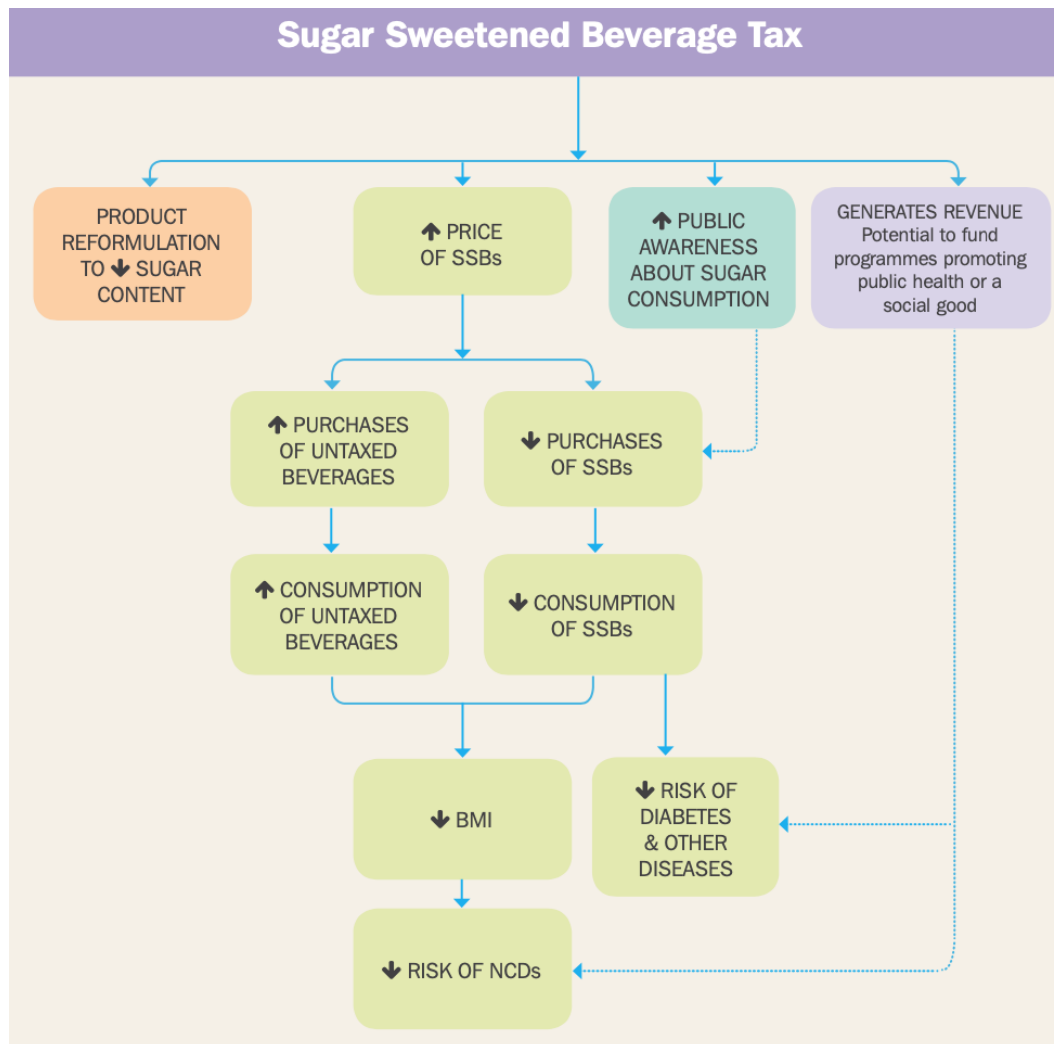 Sugar Sweetened Beverage Tax
PRODUCT
REFORMULATION
TO ↓ SUGAR
CONTENT
↑ PRICE
OF SSBs
↑ PUBLIC
AWARENESS
ABOUT SUGAR
CONSUMPTION
GENERATES REVENUE
Potential to fund
programmes promoting
public health or a
social good
↑ PURCHASES
OF UNTAXED
BEVERAGES
↓ PURCHASES
OF SSBs
↑ CONSUMPTION
OF UNTAXED
BEVERAGES
↓ CONSUMPTION
OF SSBs
↓ BMI
↓ RISK OF
DIABETES
& OTHER
DISEASES
↓ RISK OF NCDs